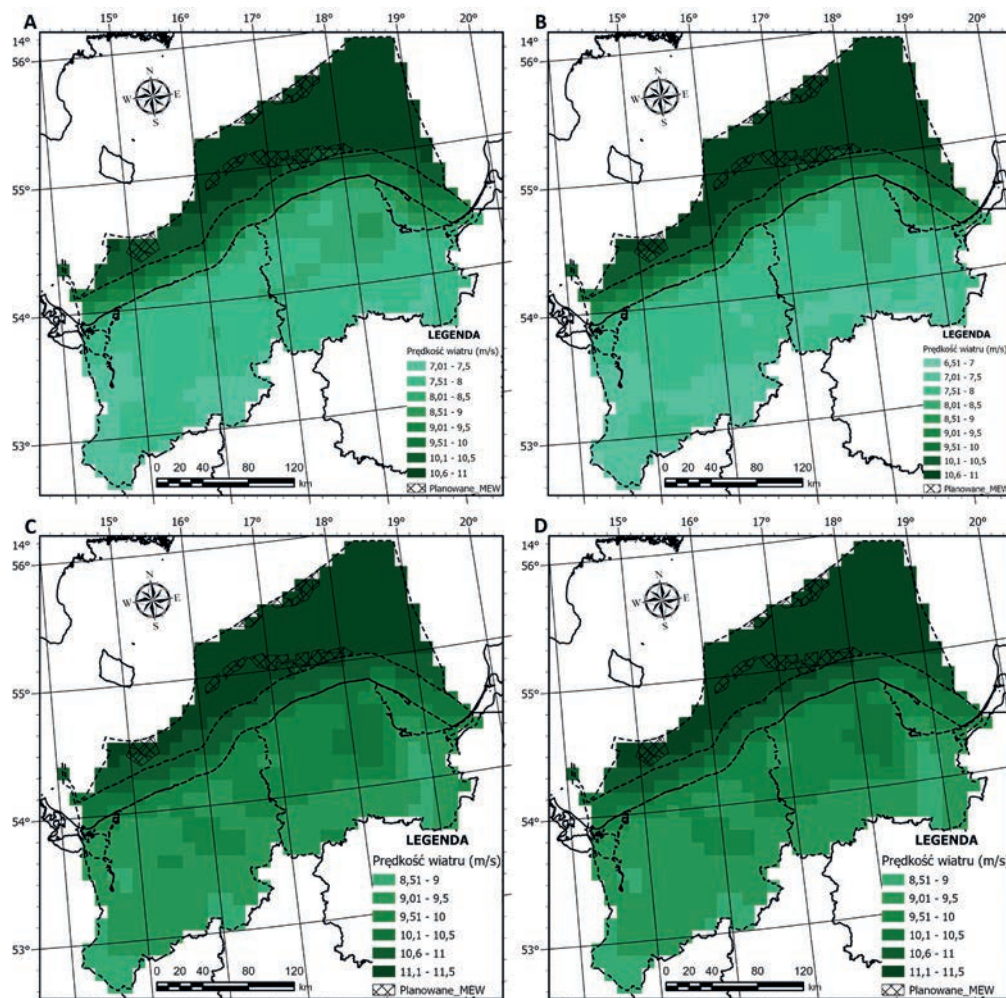 A
15° 16° 17° 18° 19° 20°
14°
56°
55°
54°
53°
N
W E
S
LEGENDA
Prędkość wiatru (m/s)
7,01 - 7,5
7,51 - 8
8,01 - 8,5
8,51 - 9
9,01 - 9,5
9,51 - 10
10,1 - 10,5
10,6 - 11
Planowane_MEW
0 20 40 80 120
km
B
15° 16° 17° 18° 19° 20°
14°
56°
55°
54°
53°
N
W E
S
LEGENDA
Prędkość wiatru (m/s)
6,51 - 7
7,01 - 7,5
7,51 - 8
8,01 - 8,5
8,51 - 9
9,01 - 9,5
9,51 - 10
10,1 - 10,5
10,6 - 11
Planowane_MEW
0 20 40 80 120
km
C
15° 16° 17° 18° 19° 20°
14°
56°
55°
54°
53°
N
W E
S
LEGENDA
Prędkość wiatru (m/s)
8,51 - 9
9,01 - 9,5
9,51 - 10
10,1 - 10,5
10,6 - 11
11,1 - 11,5
Planowane_MEW
0 20 40 80 120
km
D
15° 16° 17° 18° 19° 20°
14°
56°
55°
54°
53°
N
W E
S
LEGENDA
Prędkość wiatru (m/s)
8,51 - 9
9,01 - 9,5
9,51 - 10
10,1 - 10,5
10,6 - 11
11,1 - 11,5
Planowane_MEW
0 20 40 80 120
km